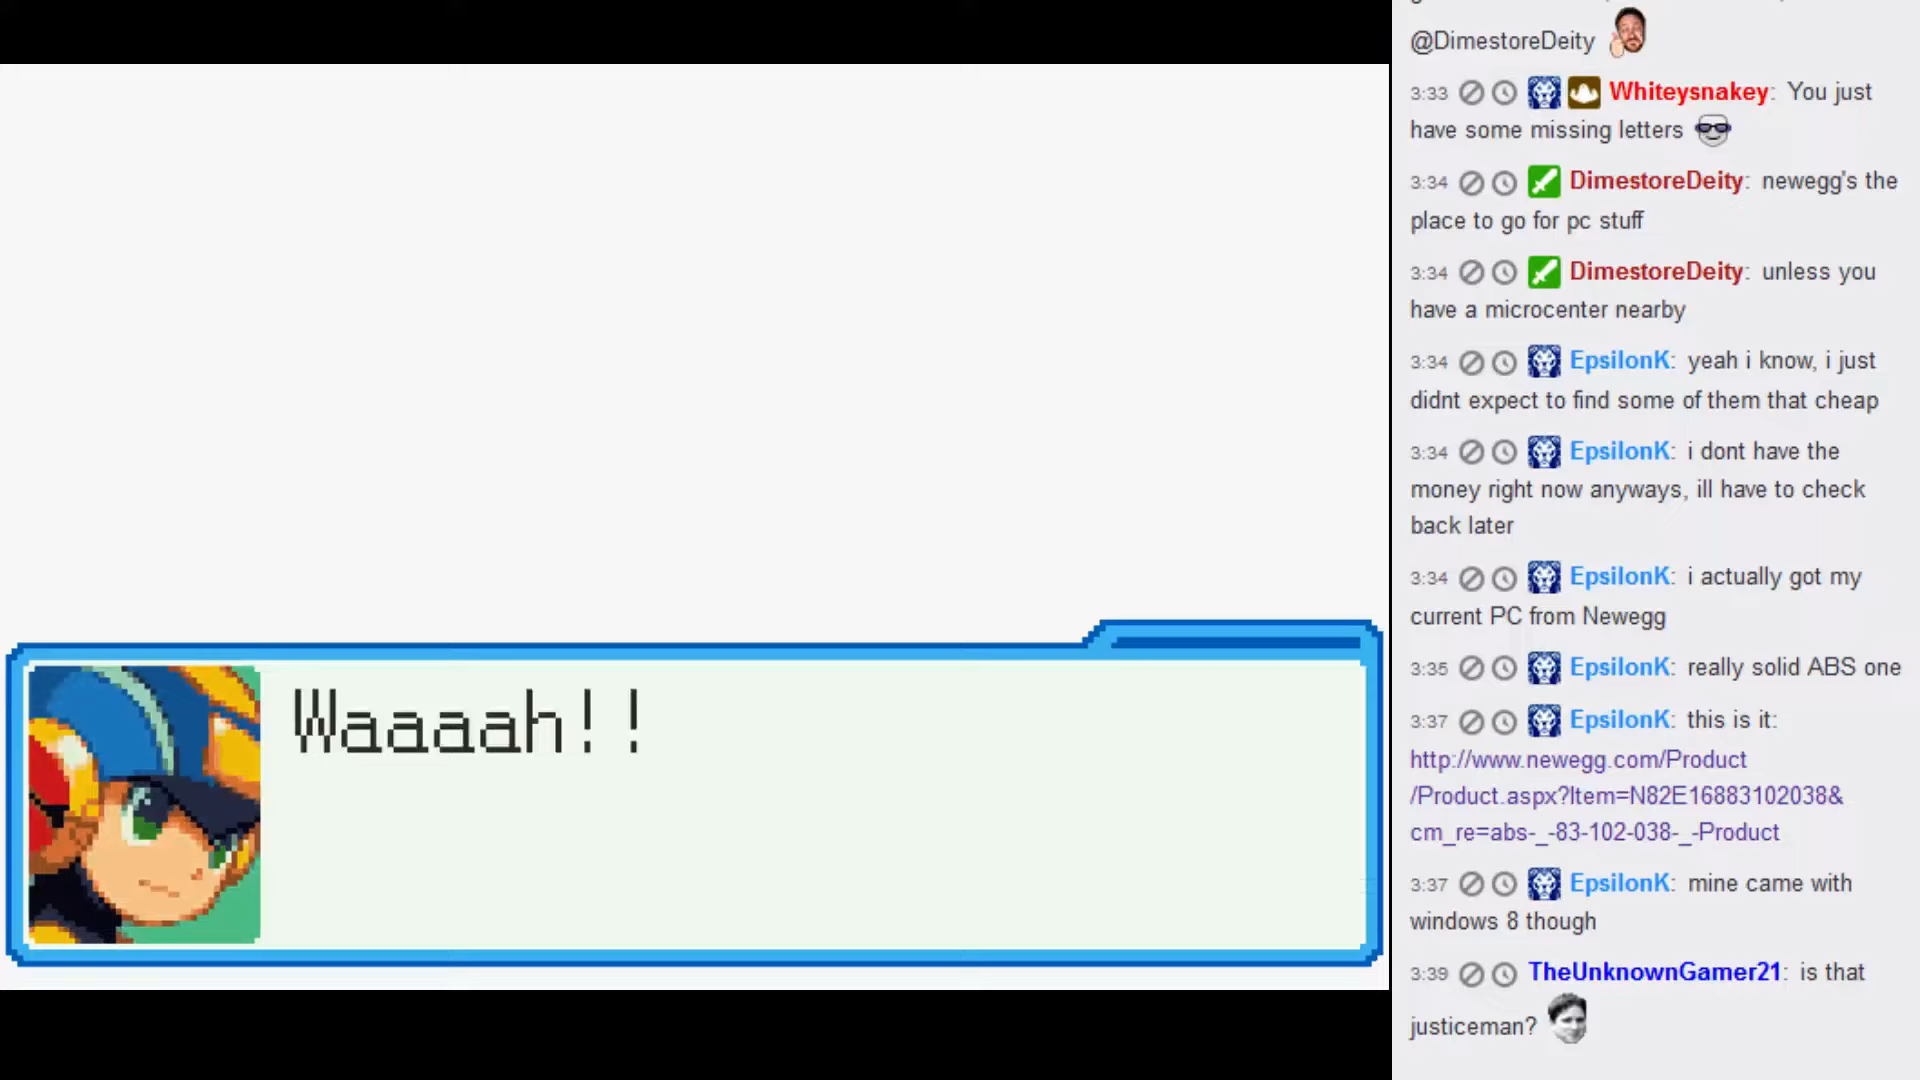 Waaaah!!
@DimestoreDeity
3:33 Whiteysnakey: You just
have some missing letters
3:34 DimestoreDeity: newegg's the
place to go for pc stuff
3:34 DimestoreDeity: unless you
have a microcenter nearby
3:34 EpsilonK: yeah i know, i just
didnt expect to find some of them that cheap
3:34 EpsilonK: i dont have the
money right now anyways, ill have to check
back later
3:34 EpsilonK: i actually got my
current PC from Newegg
3:35 EpsilonK: really solid ABS one
3:37 EpsilonK: this is it:
http://www.newegg.com/Product
/Product.aspx?Item=N82E16883102038&
cm_re=abs-_-83-102-038-_-Product
3:37 EpsilonK: mine came with
windows 8 though
3:39 TheUnknownGamer21: is that
justiceman?